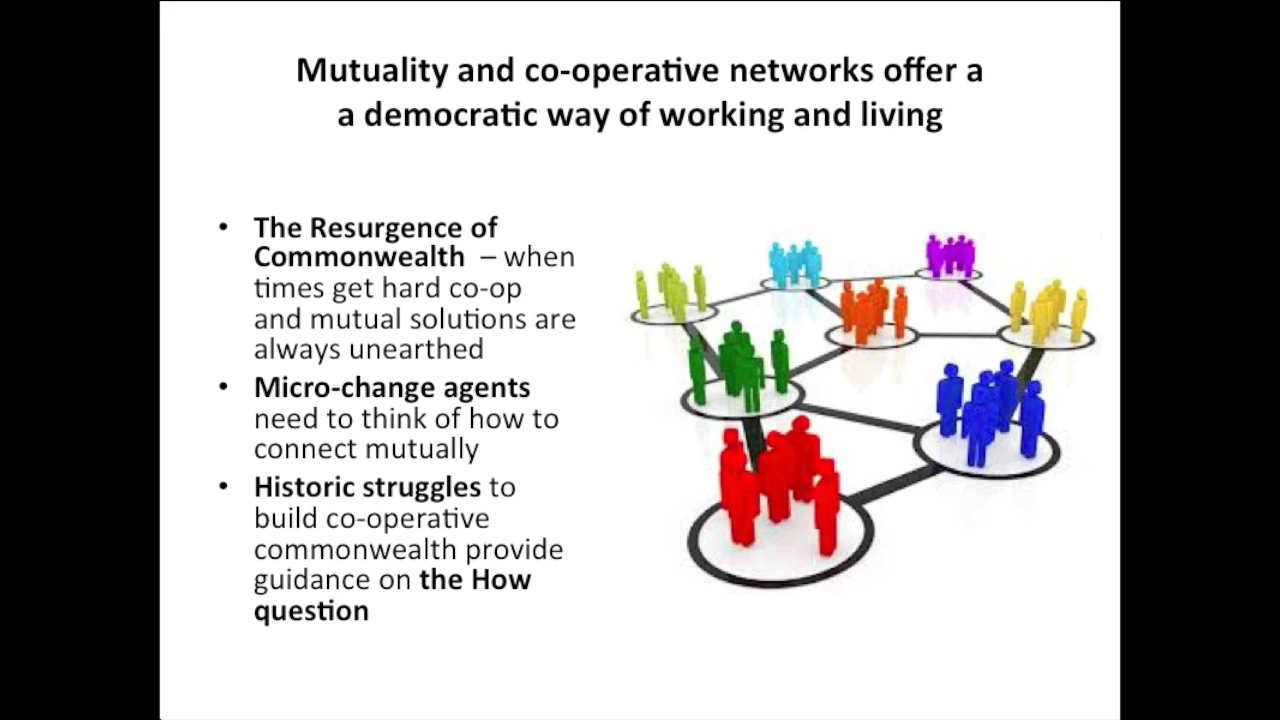 Mutuality and co-operative networks offer a
a democratic way of working and living
• The Resurgence of
Commonwealth – when
times get hard co-op
and mutual solutions are
always unearthed
• Micro-change agents
need to think of how to
connect mutually
• Historic struggles to
build co-operative
commonwealth provide
guidance on the How
question